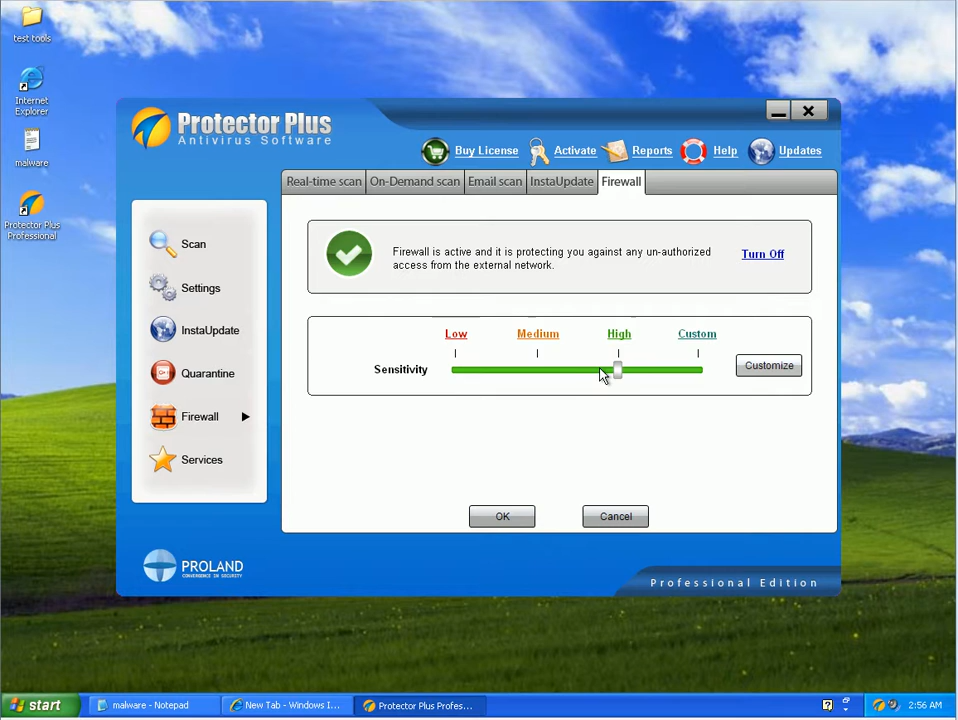 test tools
Internet
Explorer
malware
Protector Plus
Professional
Protector Plus
Antivirus Software
Buy License
Activate
Reports
Help
Updates
Real-time scan
On-Demand scan
Email scan
InstaUpdate
Firewall
Scan
Settings
InstaUpdate
Quarantine
Firewall
Services
Firewall is active and it is protecting you against any un-authorized
access from the external network.
Turn Off
Low
Medium
High
Custom
Sensitivity
Customize
OK
Cancel
PROLAND
CONVERGENCE IN SECURITY
Professional Edition
start
malware - Notepad
New Tab - Windows I...
Protector Plus Profes...
2:56 AM